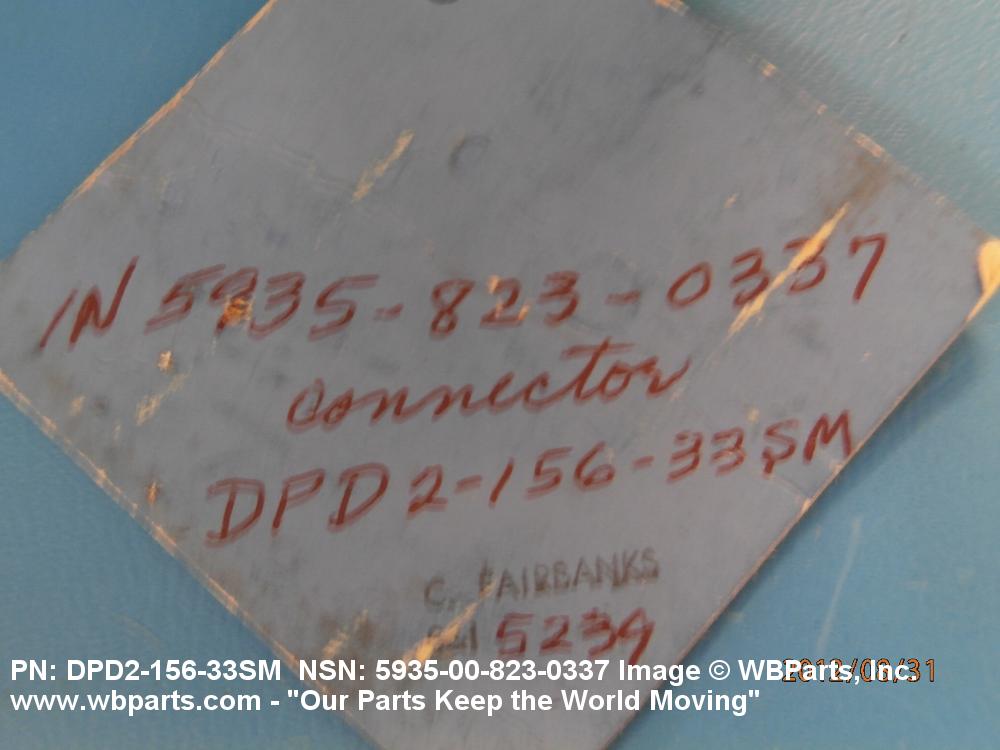 IN 5935-823-0337
Connector
DPD2-156-33SM
C. FAIRBANKS
5239
PN: DPD2-156-33SM NSN: 5935-00-823-0337 Image © WBParts, Inc.
www.wbparts.com - "Our Parts Keep the World Moving"